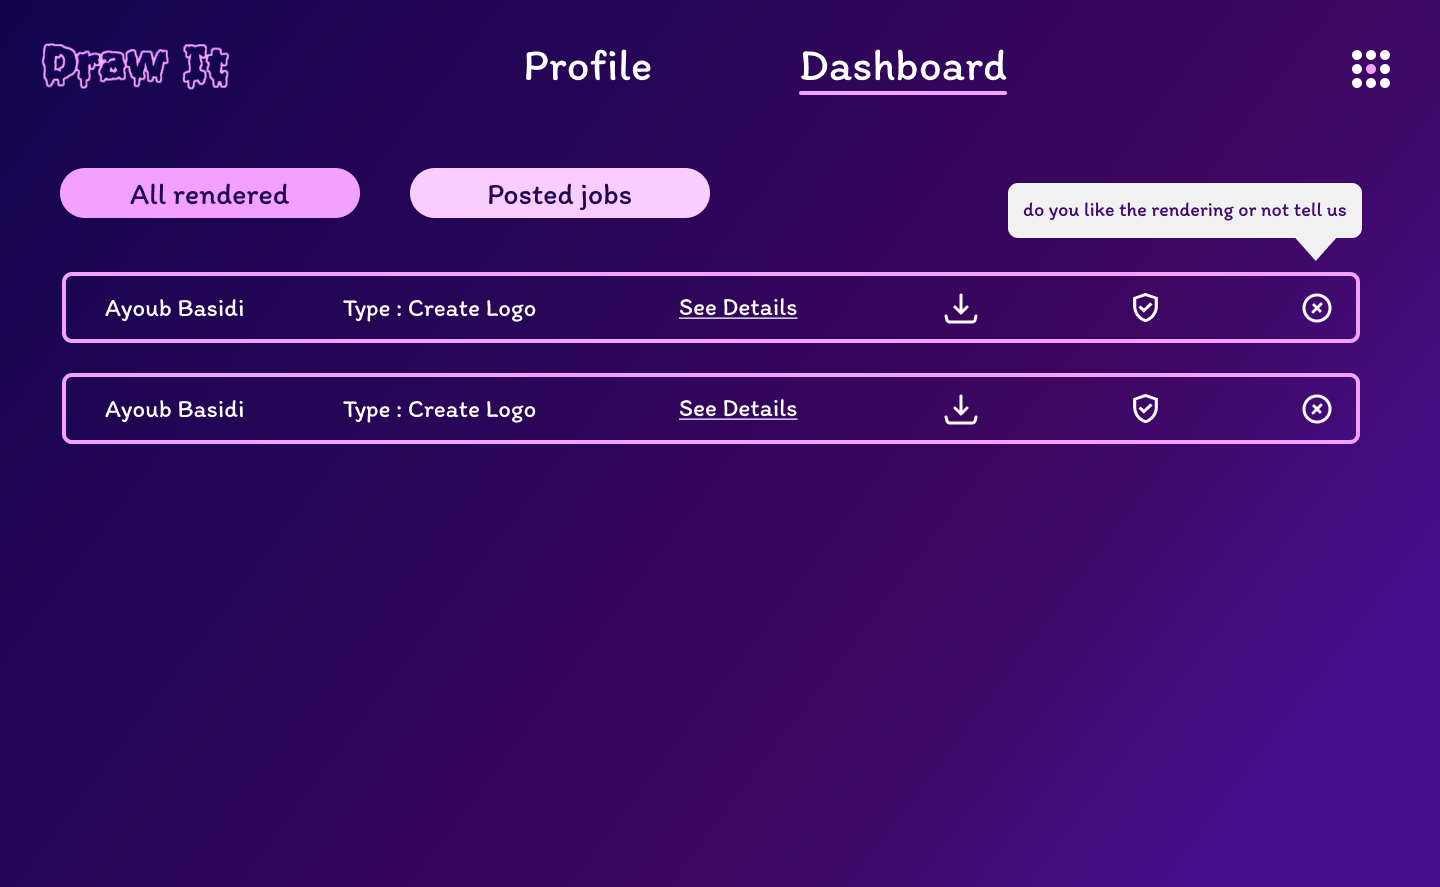 Draw It
Profile
Dashboard
All rendered
Posted jobs
do you like the rendering or not tell us
Ayoub Basidi
Type : Create Logo
See Details
Ayoub Basidi
Type : Create Logo
See Details